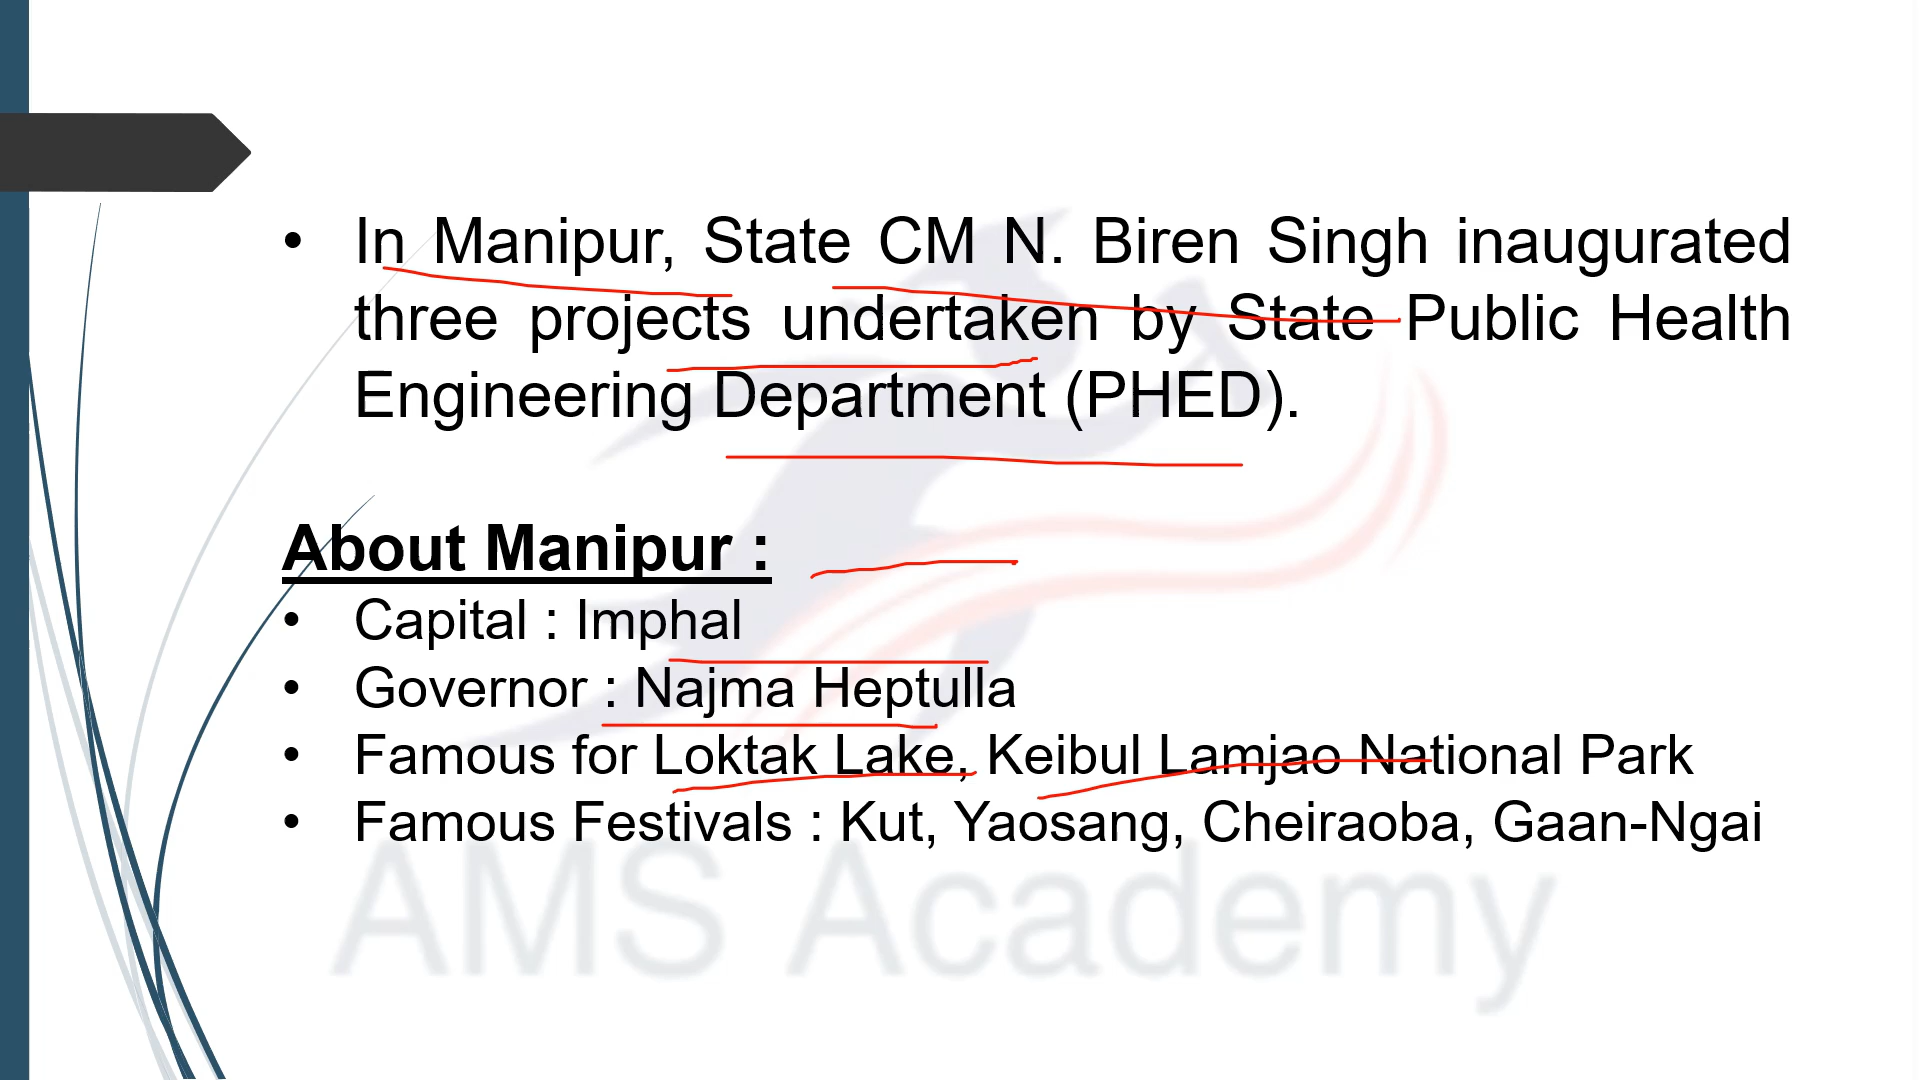 • In Manipur, State CM N. Biren Singh inaugurated
three projects undertaken by State Public Health
Engineering Department (PHED).
About Manipur :
• Capital : Imphal
• Governor : Najma Heptulla
• Famous for Loktak Lake, Keibul Lamjao National Park
• Famous Festivals : Kut, Yaosang, Cheiraoba, Gaan-Ngai
AMS Academy